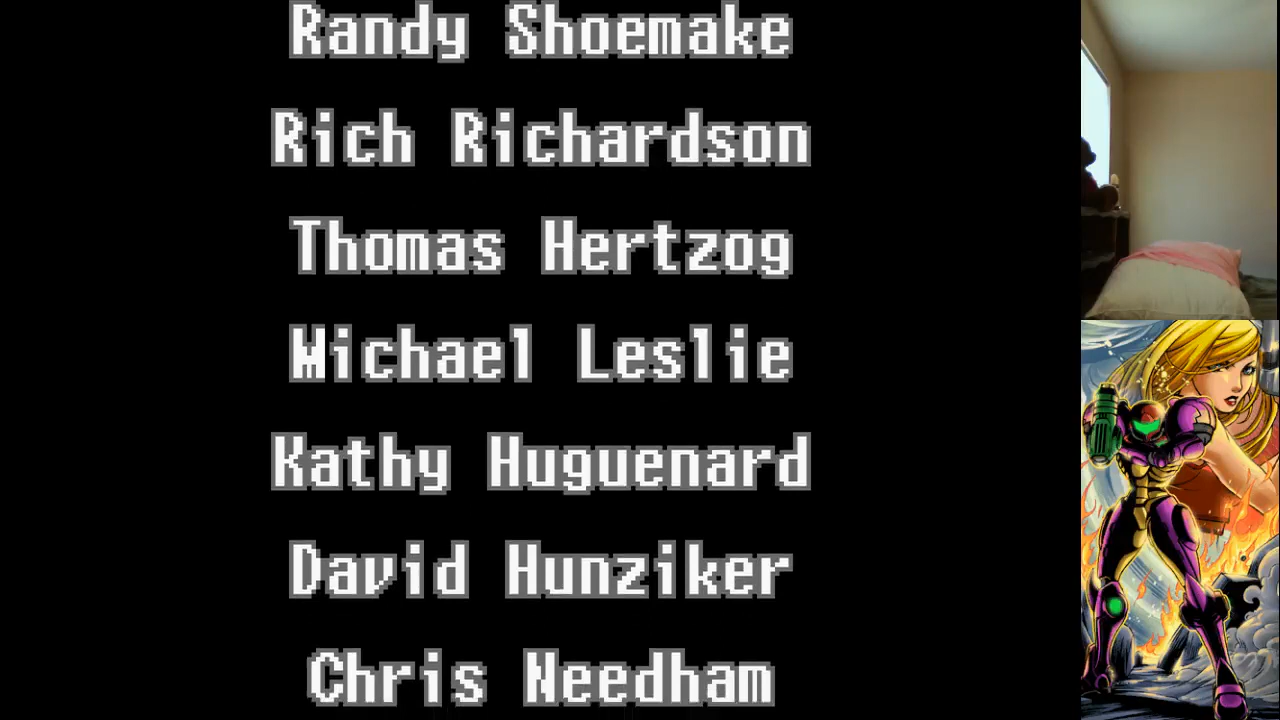 Randy Shoemake
Rich Richardson
Thomas Hertzog
Michael Leslie
Kathy Huguenard
David Hunziker
Chris Needham